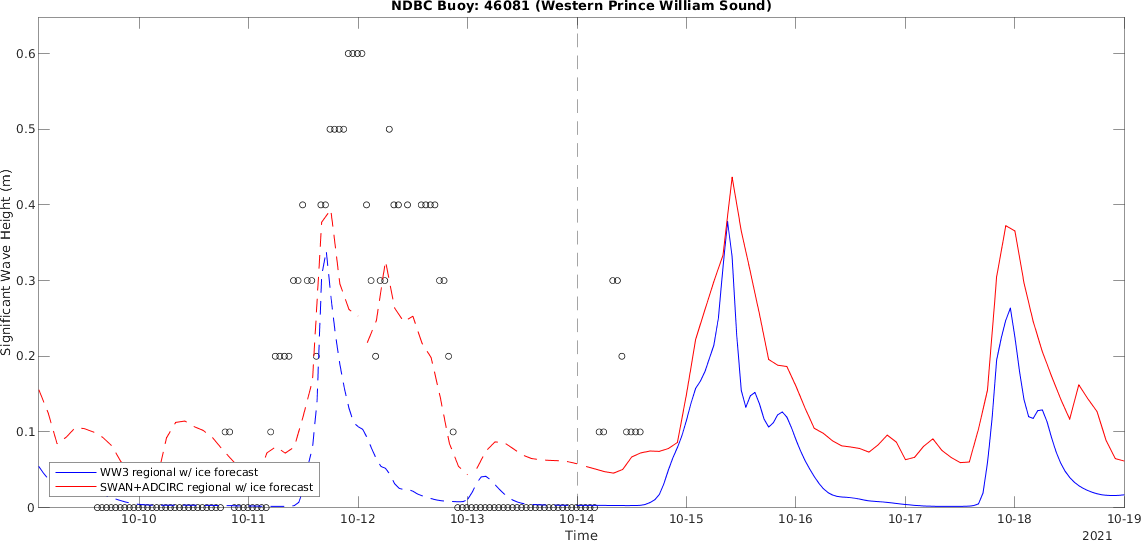 NDBC Buoy: 46081 (Western Prince William Sound)
Significant Wave Height (m)
0.6
0.5
0.4
0.3
0.2
0.1
0
WW3 regional w/ ice forecast
SWAN+ADCIRC regional w/ ice forecast
10-10 10-11 10-12 10-13 10-14 10-15 10-16 10-17 10-18 10-19
Time
2021